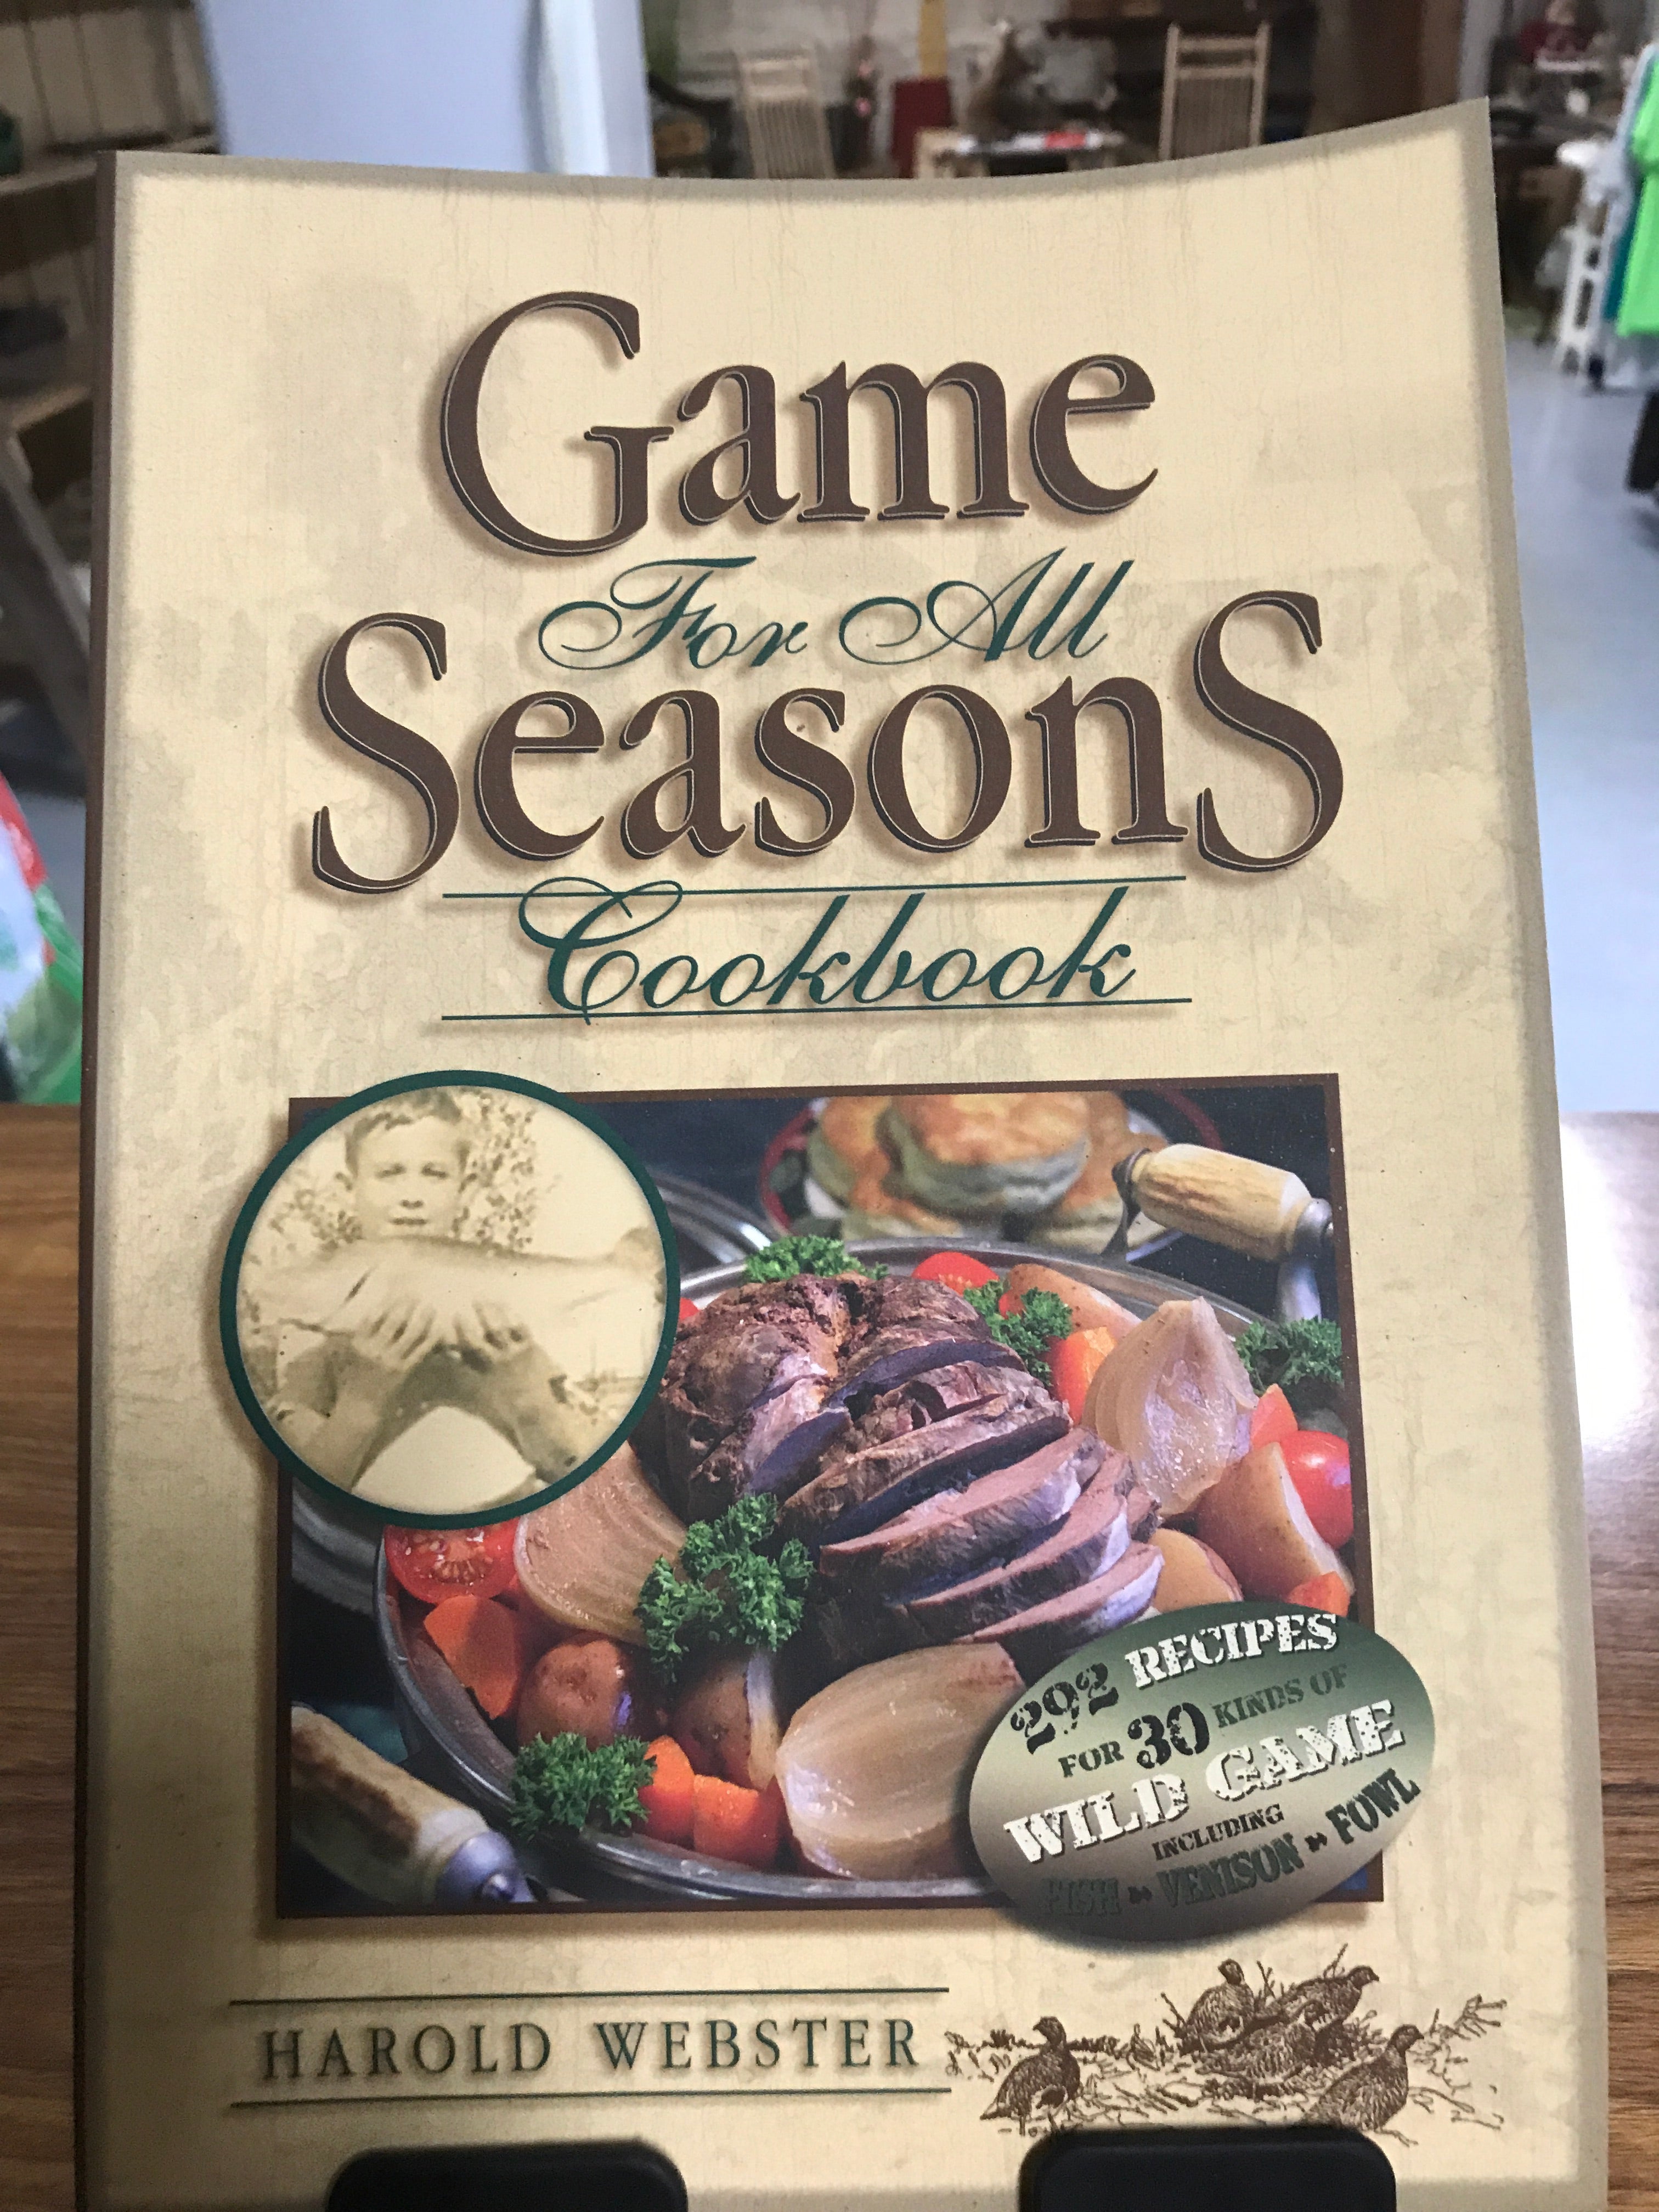 Game
For All
SeasonS
Cookbook
292 RECIPES
FOR 30 KINDS OF
WILD GAME
INCLUDING
FISH VENISON FOWL
HAROLD WEBSTER